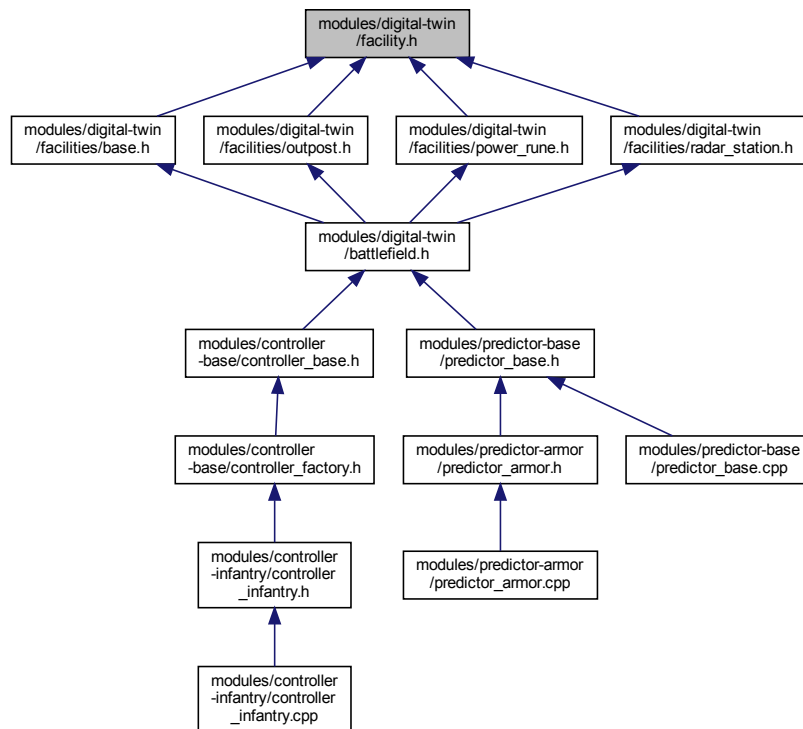 modules/digital-twin
/facility.h
modules/digital-twin
/facilities/base.h
modules/digital-twin
/facilities/outpost.h
modules/digital-twin
/facilities/power_rune.h
modules/digital-twin
/facilities/radar_station.h
modules/digital-twin
/battlefield.h
modules/controller
-base/controller_base.h
modules/predictor-base
/predictor_base.h
modules/controller
-base/controller_factory.h
modules/predictor-armor
/predictor_armor.h
modules/predictor-base
/predictor_base.cpp
modules/controller
-infantry/controller
_infantry.h
modules/predictor-armor
/predictor_armor.cpp
modules/controller
-infantry/controller
_infantry.cpp